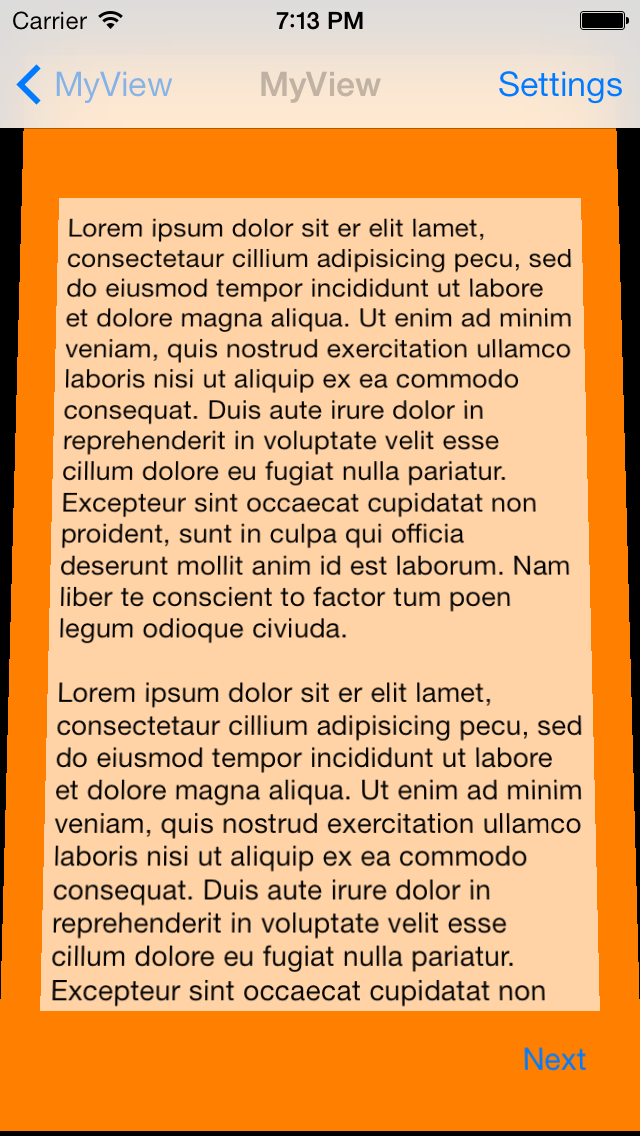 Carrier 7:13 PM
MyView MyView Settings
Lorem ipsum dolor sit er elit lamet,
consectetaur cillium adipisicing pecu, sed
do eiusmod tempor incididunt ut labore
et dolore magna aliqua. Ut enim ad minim
veniam, quis nostrud exercitation ullamco
laboris nisi ut aliquip ex ea commodo
consequat. Duis aute irure dolor in
reprehenderit in voluptate velit esse
cillum dolore eu fugiat nulla pariatur.
Excepteur sint occaecat cupidatat non
proident, sunt in culpa qui officia
deserunt mollit anim id est laborum. Nam
liber te conscient to factor tum poen
legum odioque civiuda.
Lorem ipsum dolor sit er elit lamet,
consectetaur cillium adipisicing pecu, sed
do eiusmod tempor incididunt ut labore
et dolore magna aliqua. Ut enim ad minim
veniam, quis nostrud exercitation ullamco
laboris nisi ut aliquip ex ea commodo
consequat. Duis aute irure dolor in
reprehenderit in voluptate velit esse
cillum dolore eu fugiat nulla pariatur.
Excepteur sint occaecat cupidatat non
Next